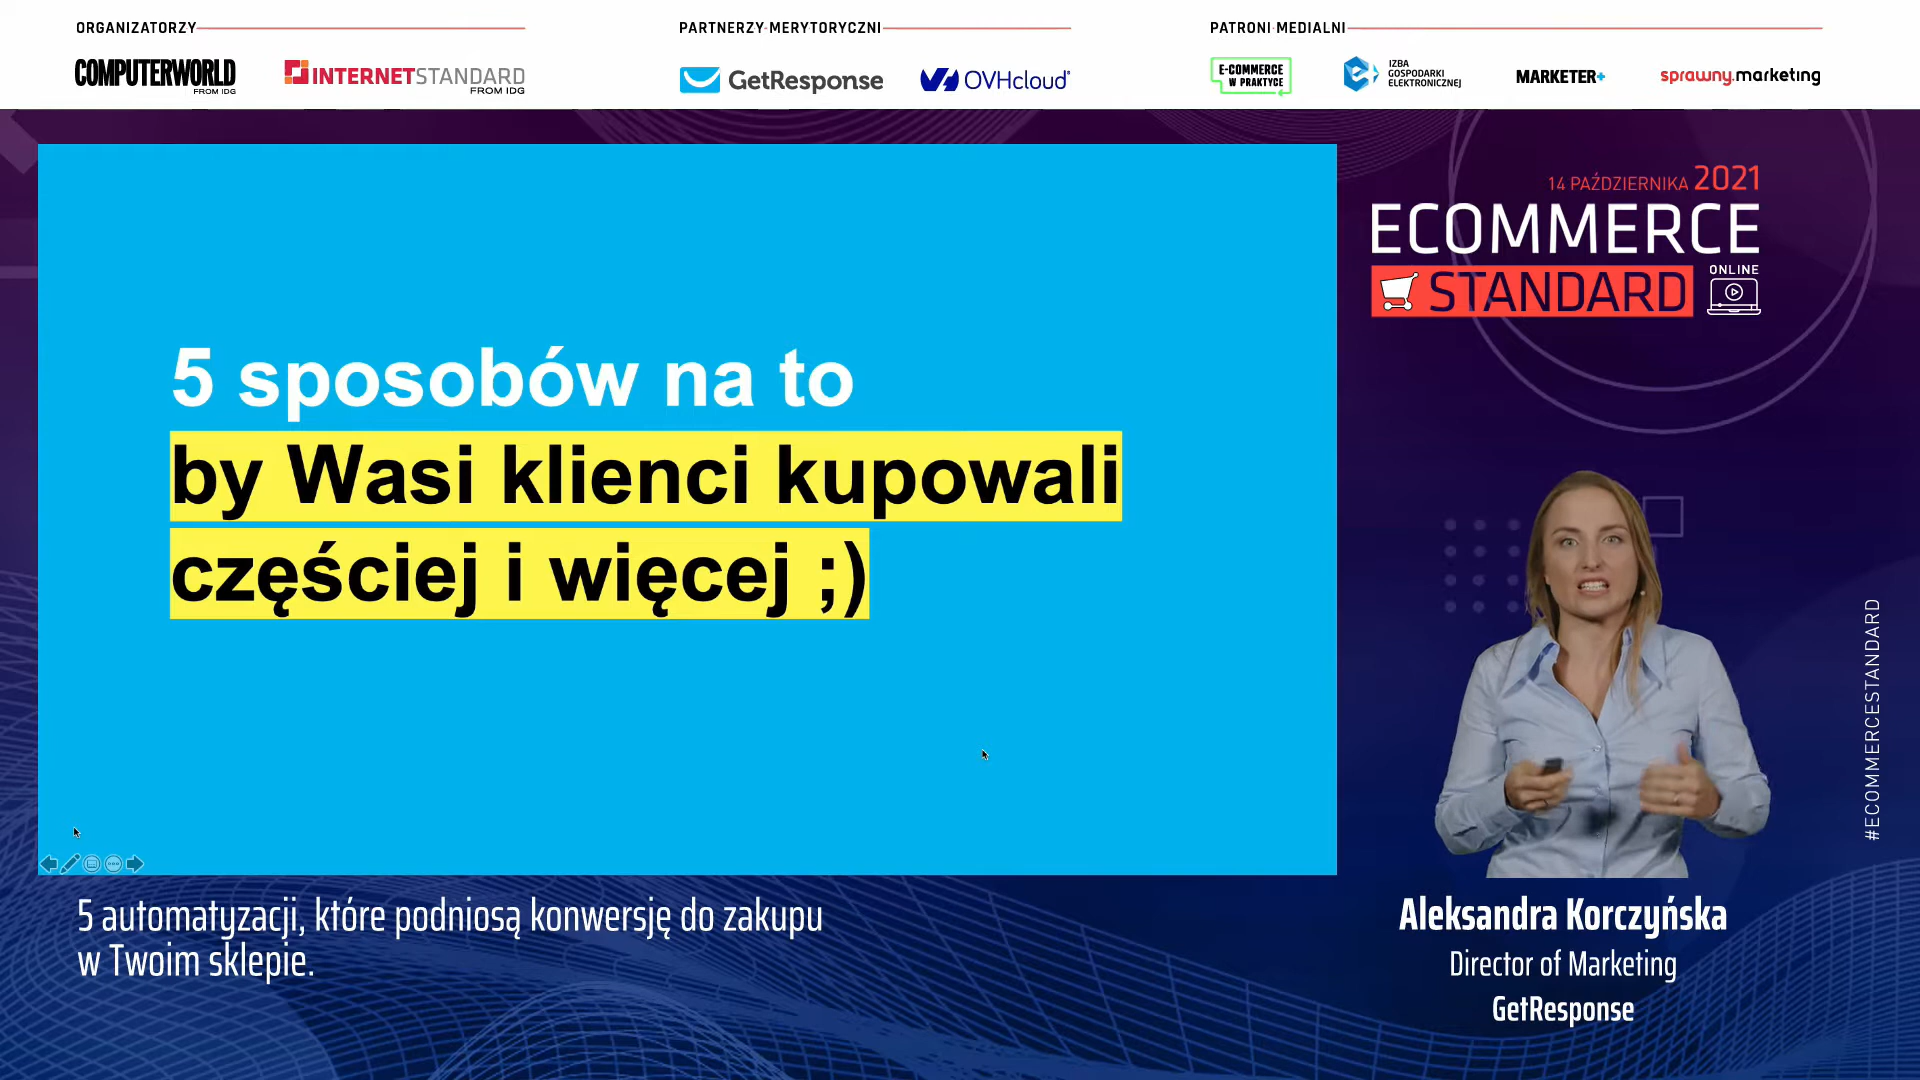 ORGANIZATORZY
COMPUTERWORLD
FROM IDG
INTERNETSTANDARD
FROM IDG
PARTNERZY MERYTORYCZNI
GetResponse
OVHcloud
PATRONI MEDIALNI
E-COMMERCE
W PRAKTYCE
IZBA
GOSPODARKI
ELEKTRONICZNEJ
MARKETER+
sprawny.marketing
5 sposobów na to
by Wasi klienci kupowali
częściej i więcej ;)
14 PAŹDZIERNIKA 2021
ECOMMERCE
STANDARD
ONLINE
#ECOMMERCESTANDARD
5 automatyzacji, które podniosą konwersję do zakupu
w Twoim sklepie.
Aleksandra Korczyńska
Director of Marketing
GetResponse